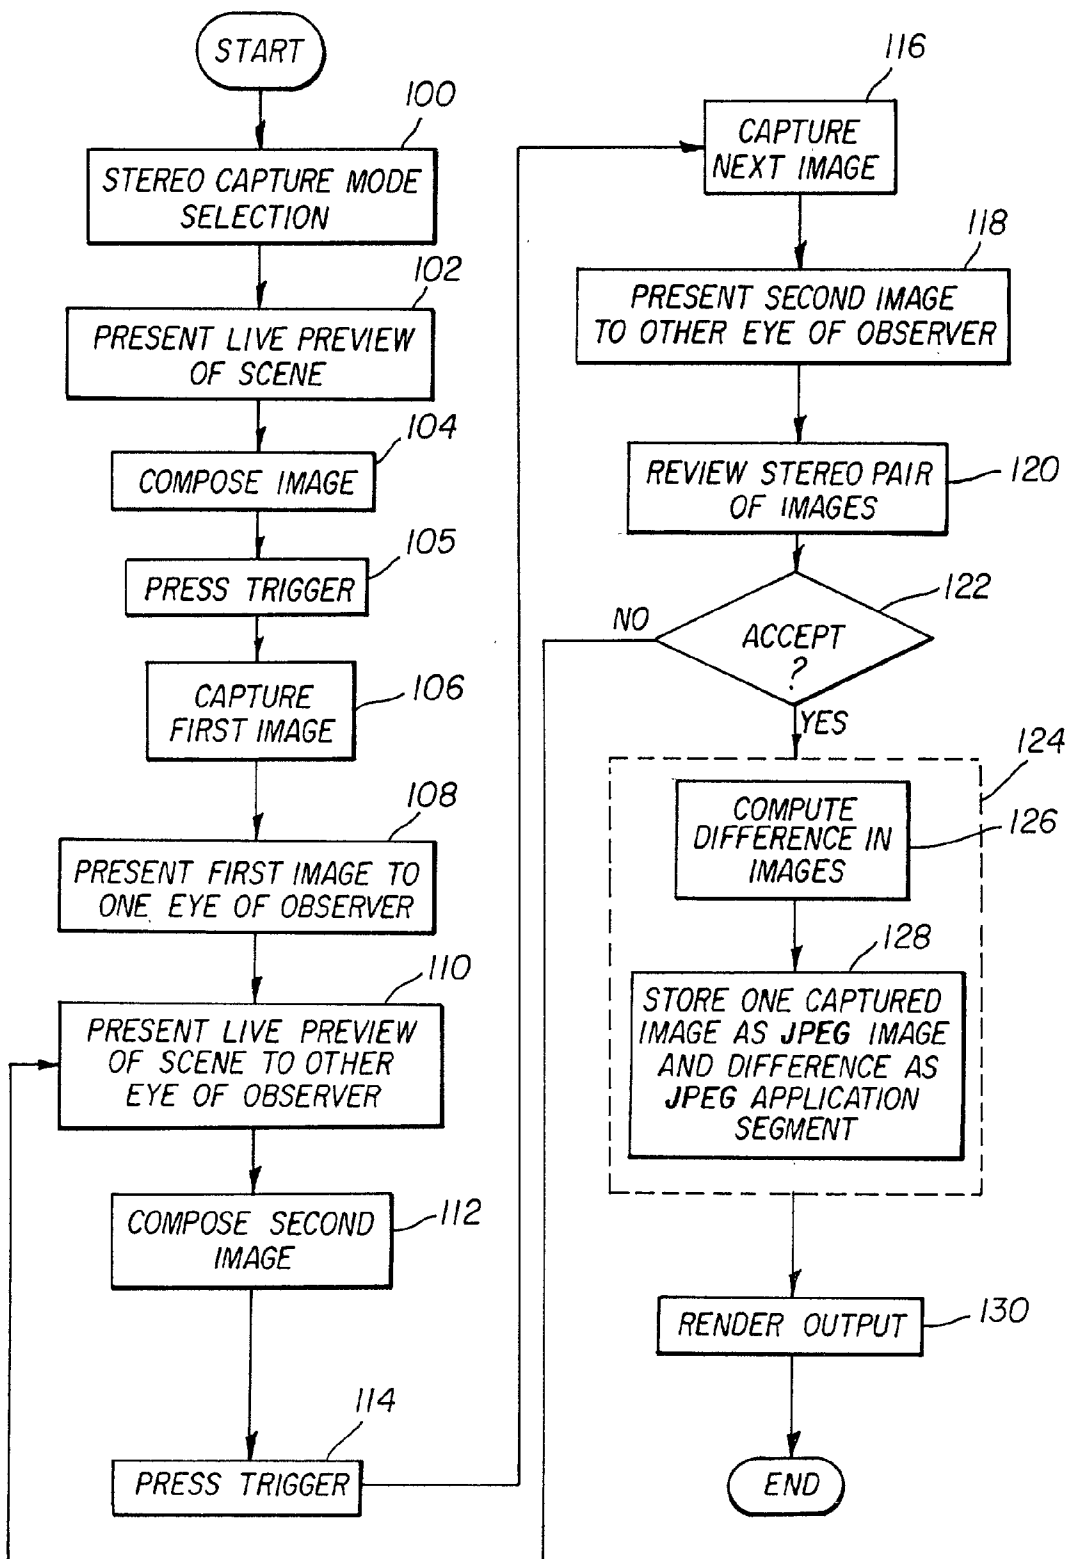 START
100
STEREO CAPTURE MODE
SELECTION
102
PRESENT LIVE PREVIEW
OF SCENE
104
COMPOSE IMAGE
105
PRESS TRIGGER
106
CAPTURE
FIRST IMAGE
108
PRESENT FIRST IMAGE TO
ONE EYE OF OBSERVER
110
PRESENT LIVE PREVIEW
OF SCENE TO OTHER
EYE OF OBSERVER
112
COMPOSE SECOND
IMAGE
114
PRESS TRIGGER
116
CAPTURE
NEXT IMAGE
118
PRESENT SECOND IMAGE
TO OTHER EYE OF OBSERVER
120
REVIEW STEREO PAIR
OF IMAGES
122
NO
ACCEPT
?
YES
124
COMPUTE
DIFFERENCE IN
IMAGES
126
128
STORE ONE CAPTURED
IMAGE AS JPEG IMAGE
AND DIFFERENCE AS
JPEG APPLICATION
SEGMENT
RENDER OUTPUT
130
END